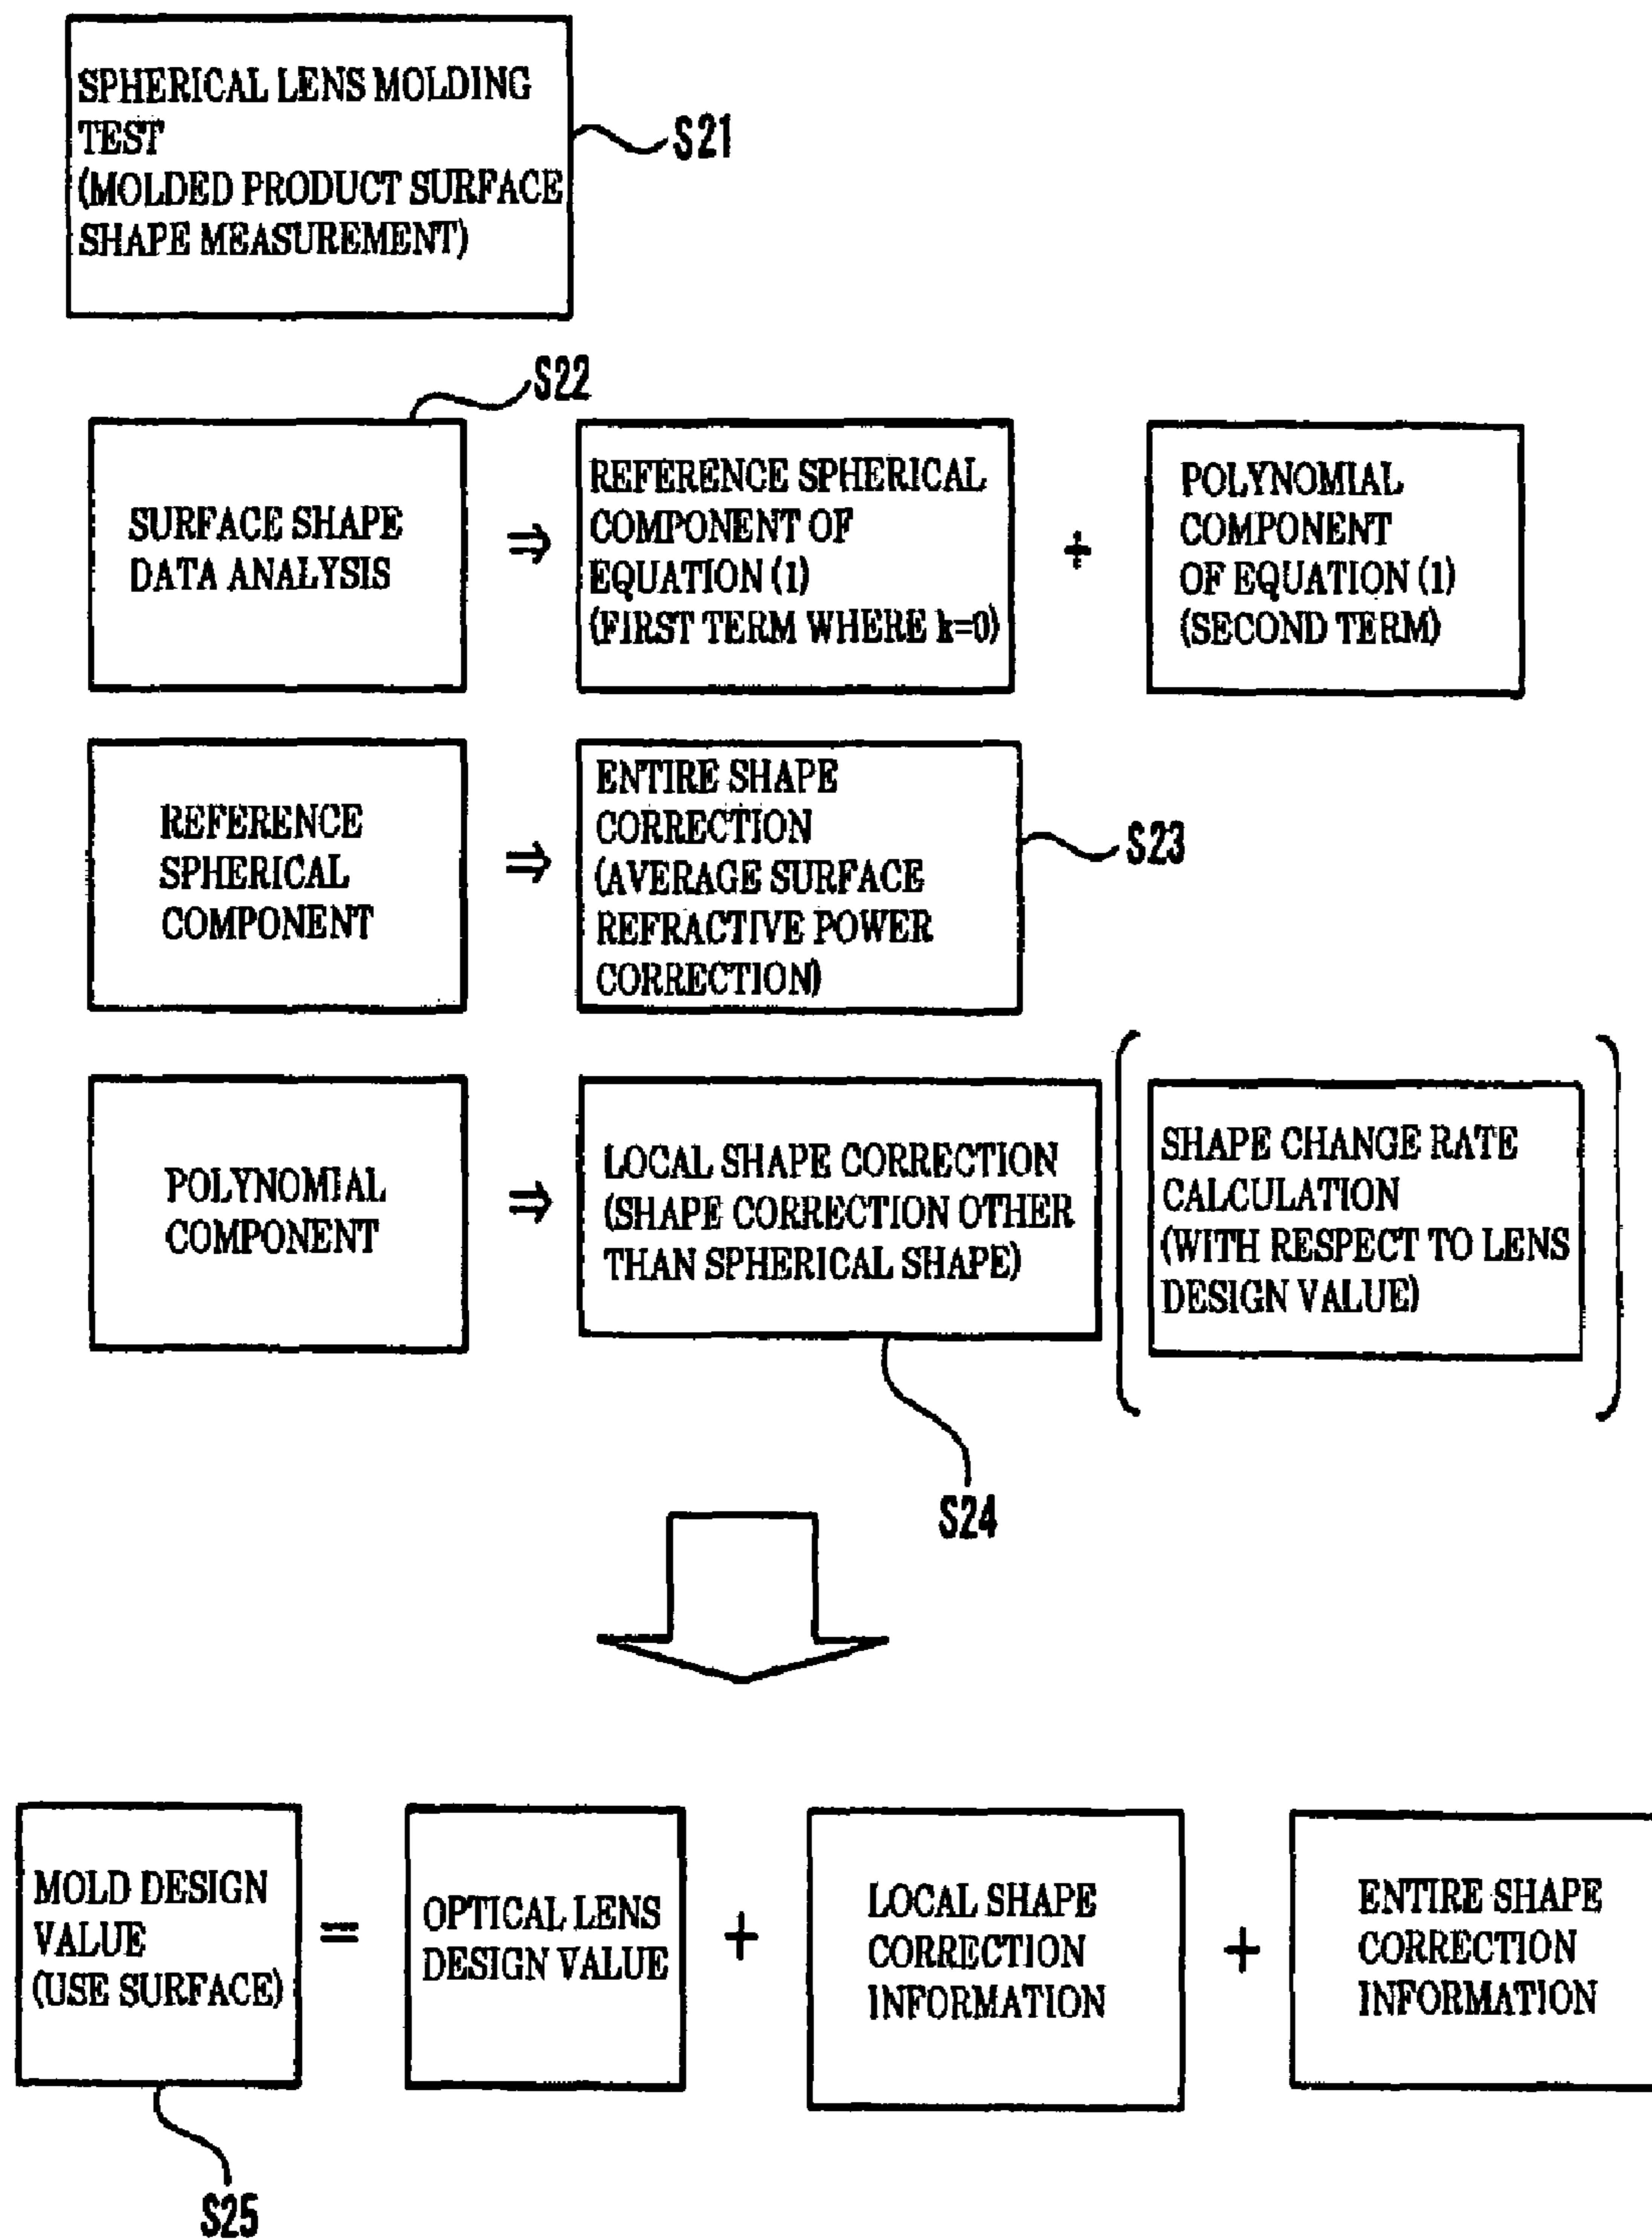 SPHERICAL LENS MOLDING
TEST
(MOLDED PRODUCT SURFACE
SHAPE MEASUREMENT)
S21
S22
SURFACE SHAPE
DATA ANALYSIS
⇒
REFERENCE SPHERICAL
COMPONENT OF
EQUATION (1)
(FIRST TERM WHERE k=0)
+
POLYNOMIAL
COMPONENT
OF EQUATION (1)
(SECOND TERM)
REFERENCE
SPHERICAL
COMPONENT
⇒
ENTIRE SHAPE
CORRECTION
(AVERAGE SURFACE
REFRACTIVE POWER
CORRECTION)
S23
POLYNOMIAL
COMPONENT
⇒
LOCAL SHAPE CORRECTION
(SHAPE CORRECTION OTHER
THAN SPHERICAL SHAPE)
SHAPE CHANGE RATE
CALCULATION
(WITH RESPECT TO LENS
DESIGN VALUE)
S24
MOLD DESIGN
VALUE
(USE SURFACE)
=
OPTICAL LENS
DESIGN VALUE
+
LOCAL SHAPE
CORRECTION
INFORMATION
+
ENTIRE SHAPE
CORRECTION
INFORMATION
S25